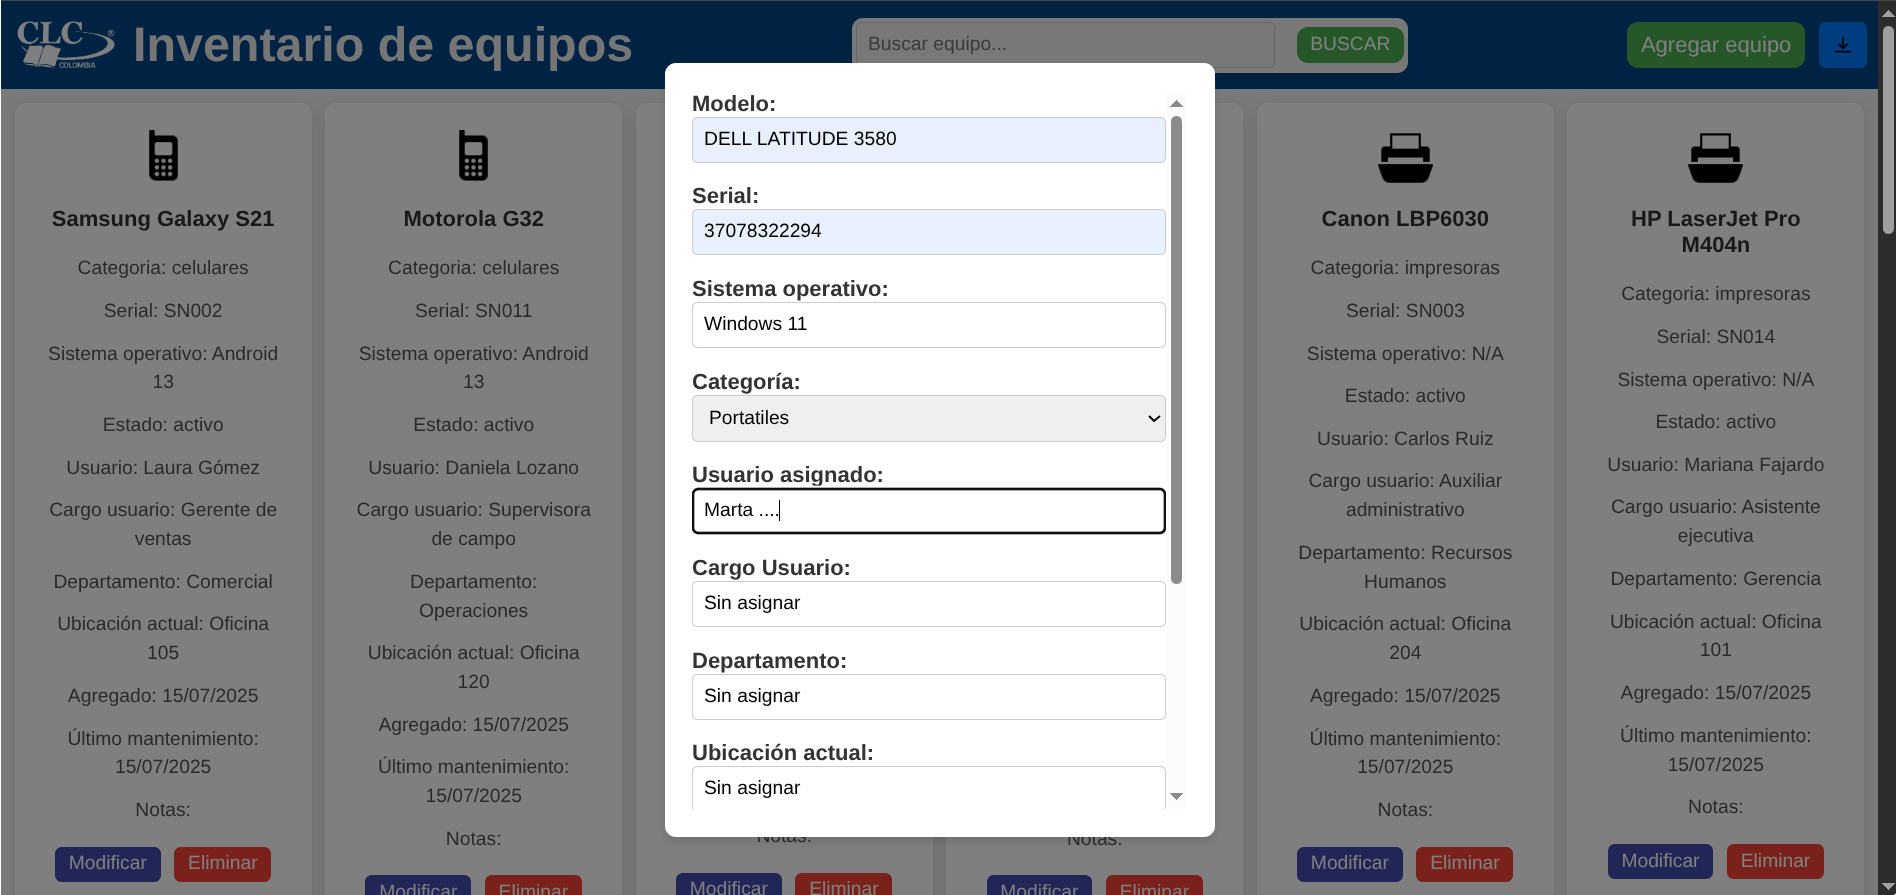 CLC®
COLOMBIA
Inventario de equipos
Buscar equipo...
BUSCAR
Agregar equipo
Samsung Galaxy S21
Categoria: celulares
Serial: SN002
Sistema operativo: Android
13
Estado: activo
Usuario: Laura Gómez
Cargo usuario: Gerente de
ventas
Departamento: Comercial
Ubicación actual: Oficina
105
Agregado: 15/07/2025
Último mantenimiento:
15/07/2025
Notas:
Modificar
Eliminar
Motorola G32
Categoria: celulares
Serial: SN011
Sistema operativo: Android
13
Estado: activo
Usuario: Daniela Lozano
Cargo usuario: Supervisora
de campo
Departamento:
Operaciones
Ubicación actual: Oficina
120
Agregado: 15/07/2025
Último mantenimiento:
15/07/2025
Notas:
Modificar
Eliminar
Modelo:
DELL LATITUDE 3580
Serial:
37078322294
Sistema operativo:
Windows 11
Categoría:
Portatiles
Usuario asignado:
Marta ....
Cargo Usuario:
Sin asignar
Departamento:
Sin asignar
Ubicación actual:
Sin asignar
Notas:
Modificar
Eliminar
Notas:
Modificar
Eliminar
Canon LBP6030
Categoria: impresoras
Serial: SN003
Sistema operativo: N/A
Estado: activo
Usuario: Carlos Ruiz
Cargo usuario: Auxiliar
administrativo
Departamento: Recursos
Humanos
Ubicación actual: Oficina
204
Agregado: 15/07/2025
Último mantenimiento:
15/07/2025
Notas:
Modificar
Eliminar
HP LaserJet Pro
M404n
Categoria: impresoras
Serial: SN014
Sistema operativo: N/A
Estado: activo
Usuario: Mariana Fajardo
Cargo usuario: Asistente
ejecutiva
Departamento: Gerencia
Ubicación actual: Oficina
101
Agregado: 15/07/2025
Último mantenimiento:
15/07/2025
Notas:
Modificar
Eliminar